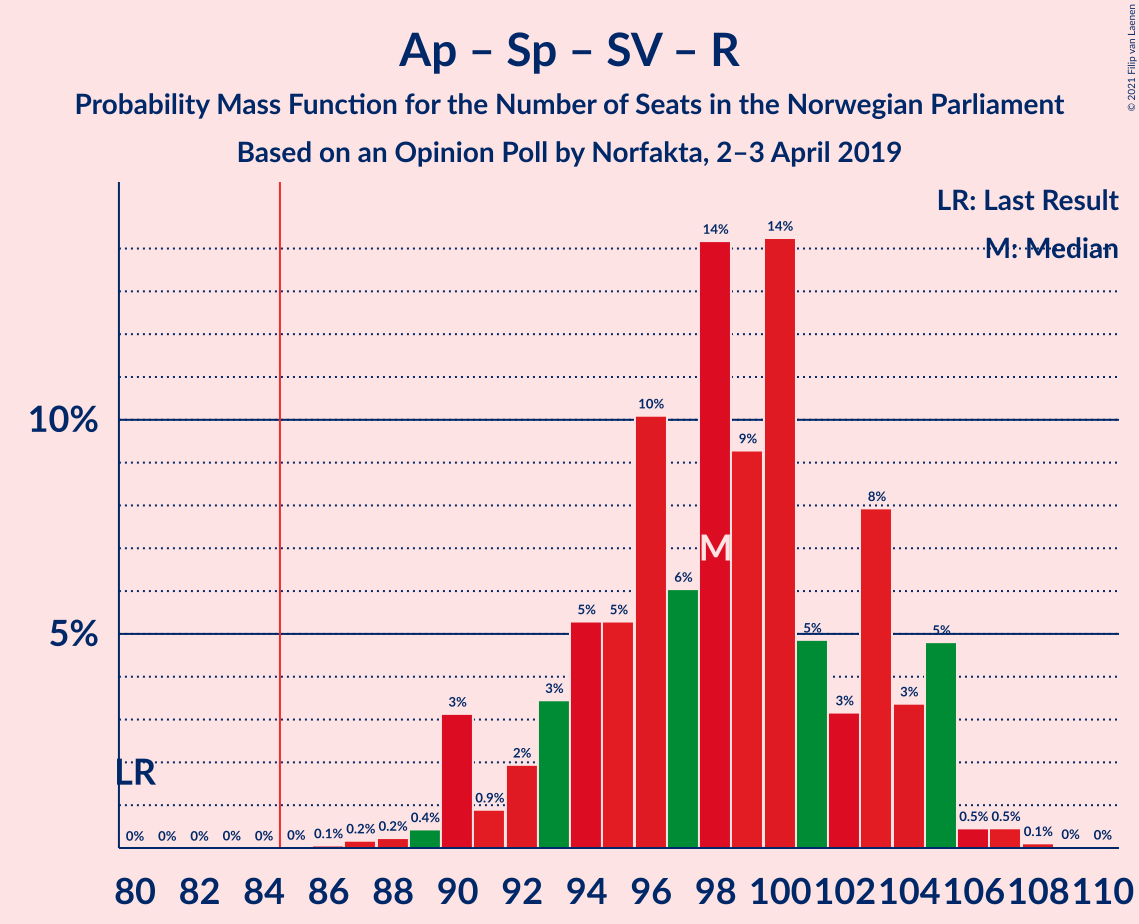 Ap – Sp – SV – R
Probability Mass Function for the Number of Seats in the Norwegian Parliament
Based on an Opinion Poll by Norfakta, 2–3 April 2019
© 2021 Filip van Laenen
LR: Last Result
M: Median
10%
5%
LR
M
0% 0% 0% 0% 0% 0% 0.1% 0.2% 0.2% 0.4% 3% 0.9% 2% 3% 5% 5% 10% 6% 14% 9% 14% 5% 3% 8% 3% 5% 0.5% 0.5% 0.1% 0% 0%
80 82 84 86 88 90 92 94 96 98 100 102 104 106 108 110